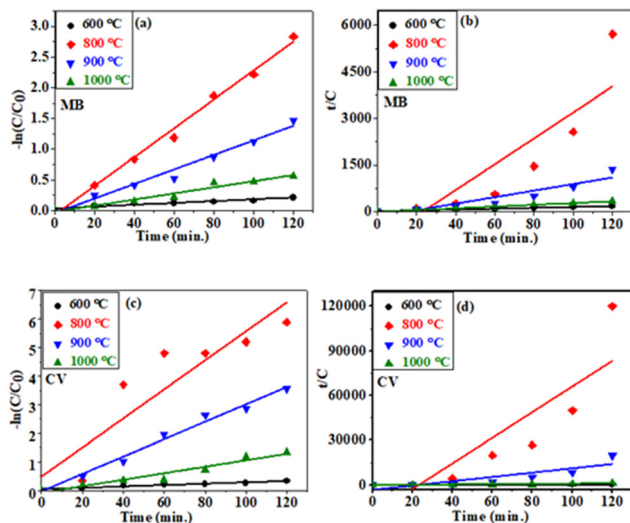 (a)
600 °C
800 °C
900 °C
1000 °C
MB
-ln(C/C0)
3.0
2.5
2.0
1.5
1.0
0.5
0.0
0 20 40 60 80 100 120
Time (min.)
(b)
600 °C
800 °C
900 °C
1000 °C
MB
t/C
6000
4500
3000
1500
0
0 20 40 60 80 100 120
Time (min.)
(c)
600 °C
800 °C
900 °C
1000 °C
CV
-ln(C/C0)
7
6
5
4
3
2
1
0
0 20 40 60 80 100 120
Time (min.)
(d)
600 °C
800 °C
900 °C
1000 °C
CV
t/C
120000
90000
60000
30000
0
0 20 40 60 80 100 120
Time (min.)